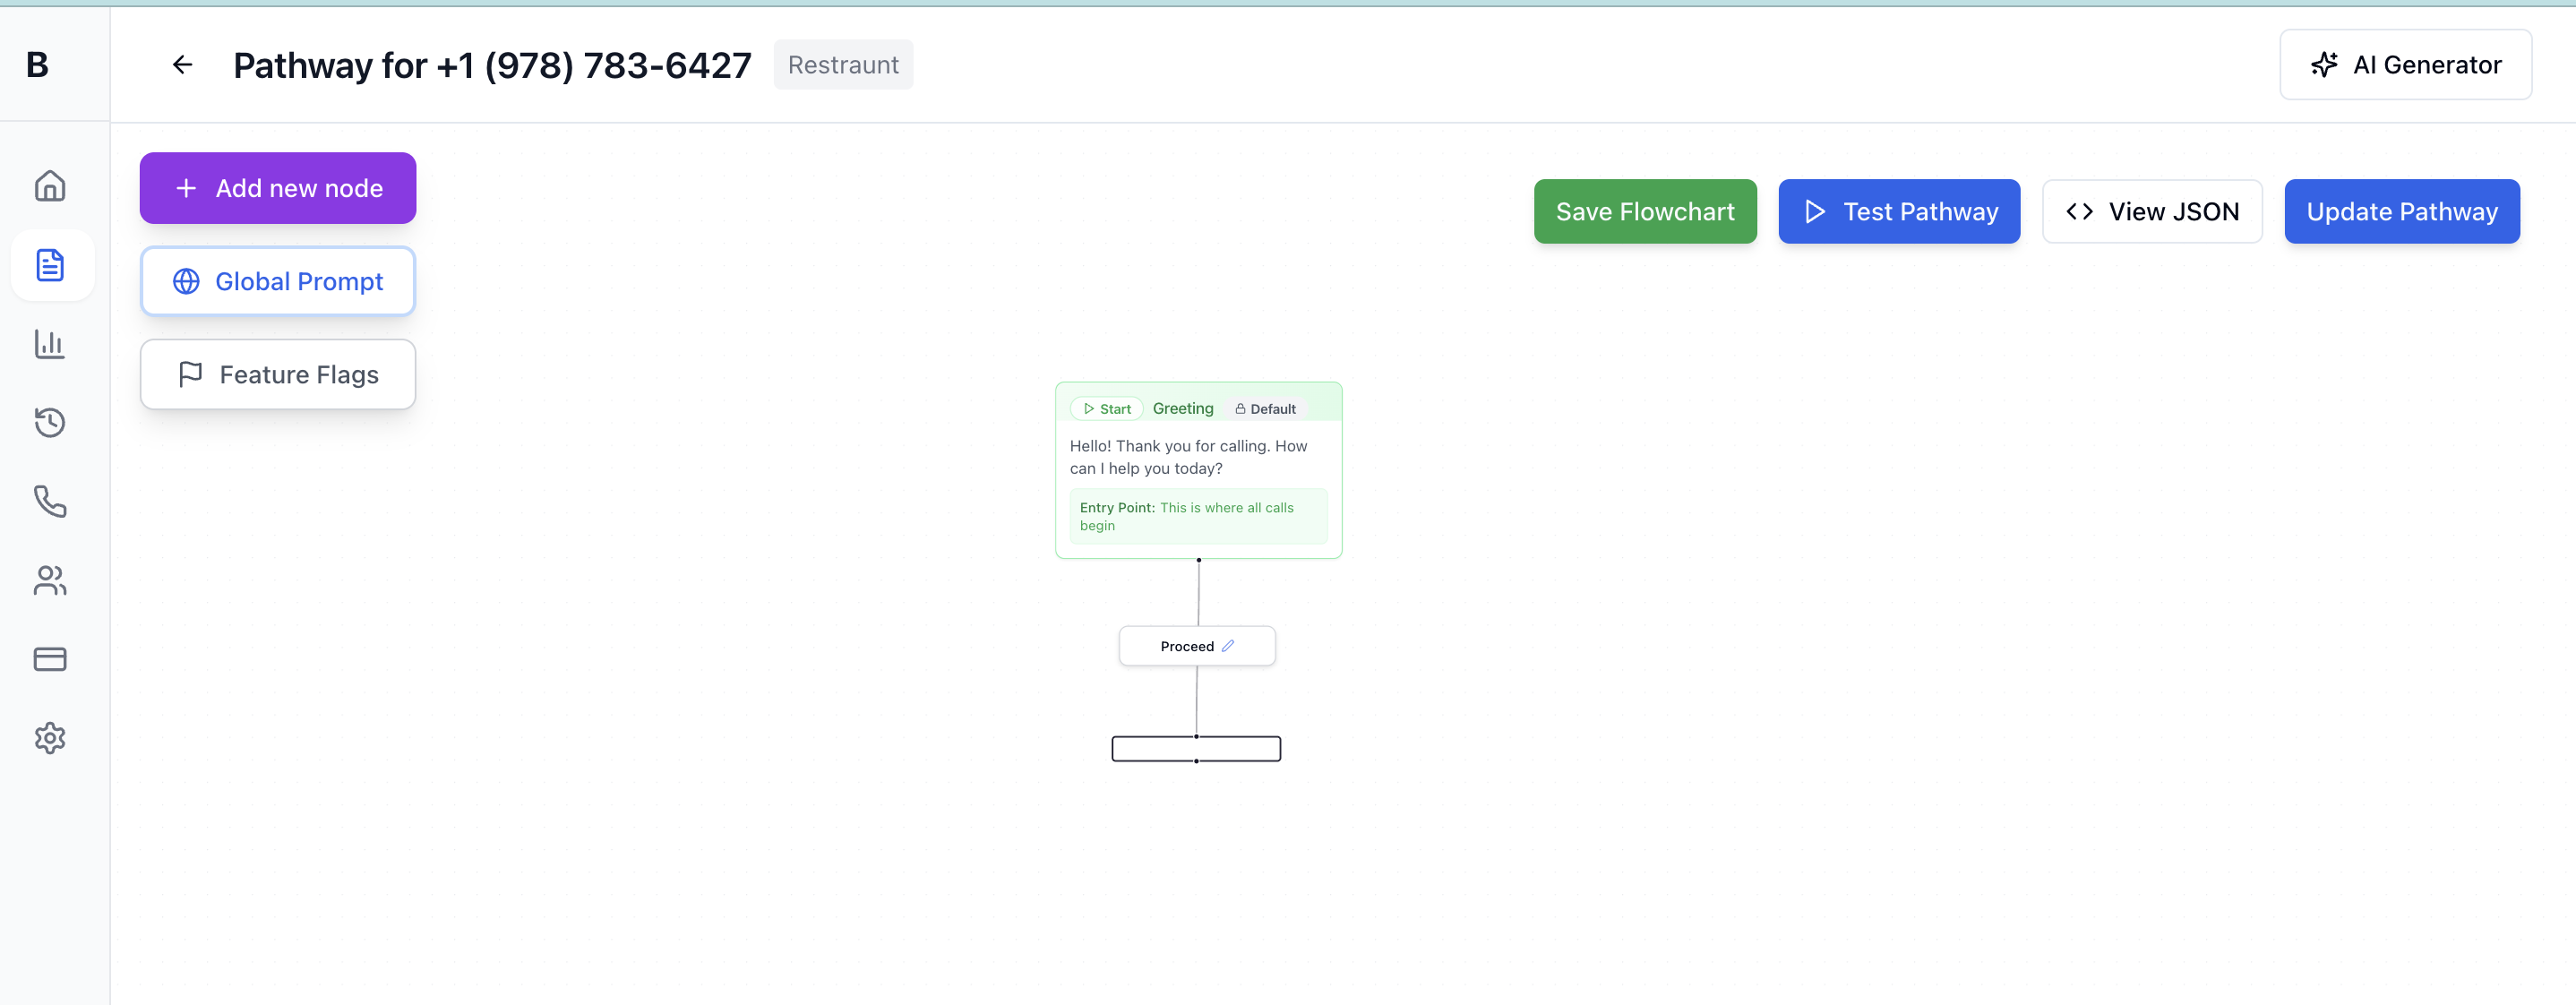 B
Pathway for +1 (978) 783-6427
Restraunt
AI Generator
Add new node
Global Prompt
Feature Flags
Save Flowchart
Test Pathway
View JSON
Update Pathway
Start
Greeting
Default
Hello! Thank you for calling. How
can I help you today?
Entry Point: This is where all calls
begin
Proceed